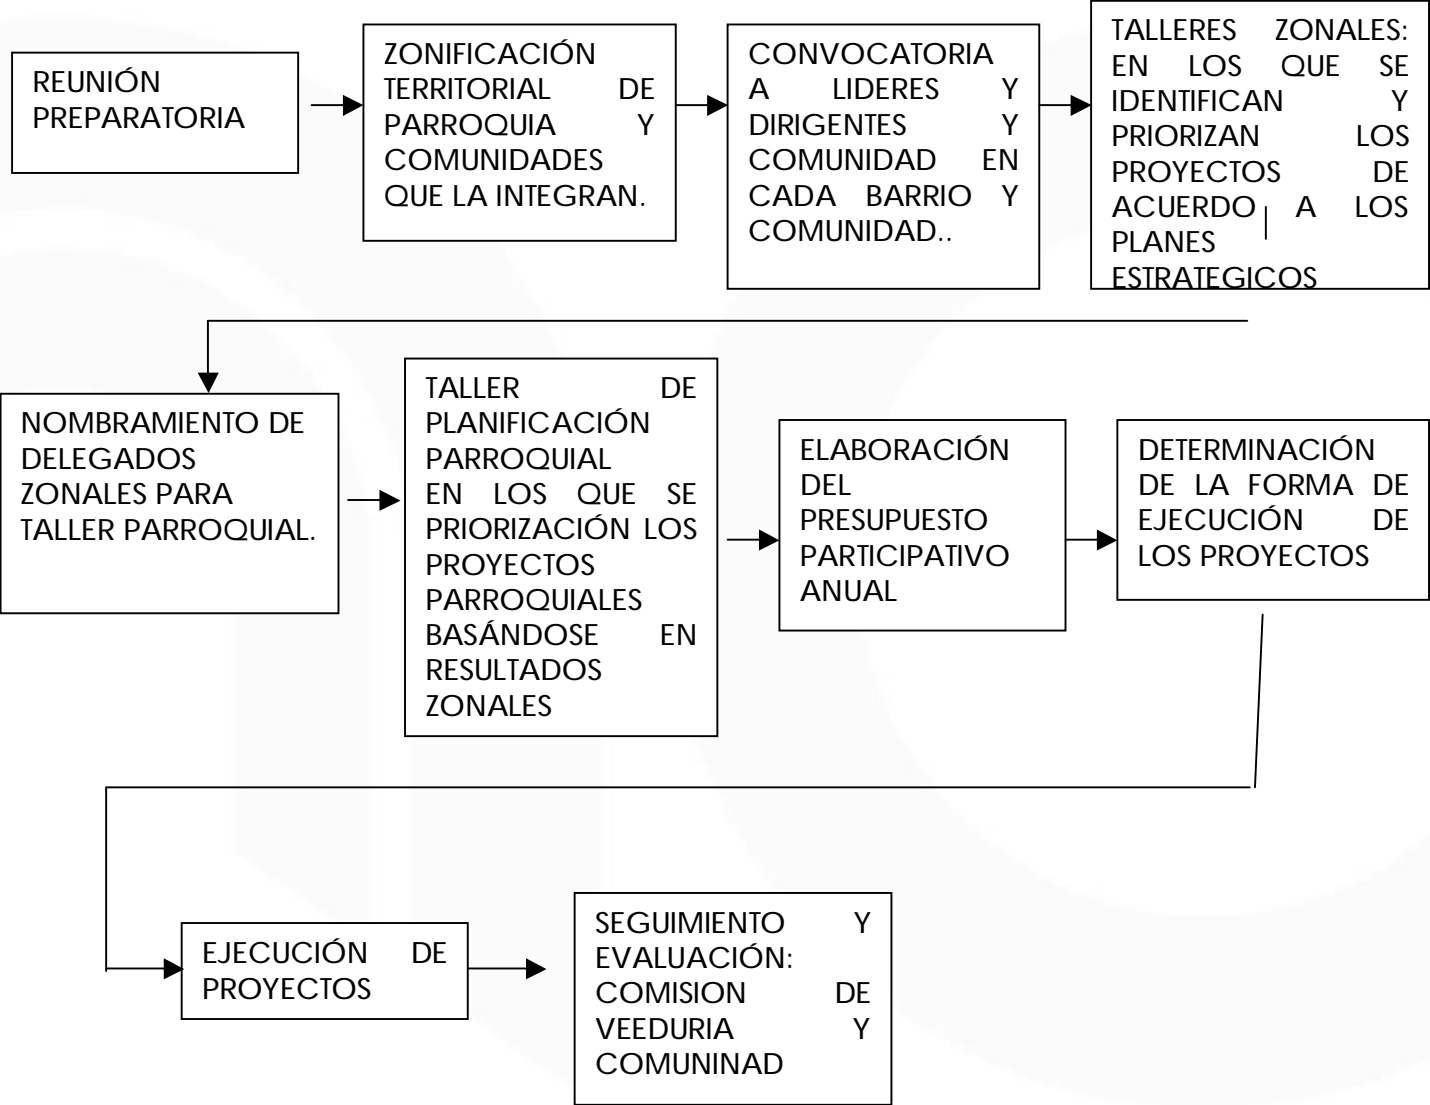 REUNIÓN
PREPARATORIA
ZONIFICACIÓN
TERRITORIAL DE
PARROQUIA Y
COMUNIDADES
QUE LA INTEGRAN.
CONVOCATORIA
A LIDERES Y
DIRIGENTES Y
COMUNIDAD EN
CADA BARRIO Y
COMUNIDAD..
TALLERES ZONALES:
EN LOS QUE SE
IDENTIFICAN Y
PRIORIZAN LOS
PROYECTOS DE
ACUERDO A LOS
PLANES
ESTRATEGICOS
NOMBRAMIENTO DE
DELEGADOS
ZONALES PARA
TALLER PARROQUIAL.
TALLER DE
PLANIFICACIÓN
PARROQUIAL
EN LOS QUE SE
PRIORIZACIÓN LOS
PROYECTOS
PARROQUIALES
BASÁNDOSE EN
RESULTADOS
ZONALES
ELABORACIÓN
DEL
PRESUPUESTO
PARTICIPATIVO
ANUAL
DETERMINACIÓN
DE LA FORMA DE
EJECUCIÓN DE
LOS PROYECTOS
EJECUCIÓN DE
PROYECTOS
SEGUIMIENTO Y
EVALUACIÓN:
COMISION DE
VEEDURIA Y
COMUNINAD